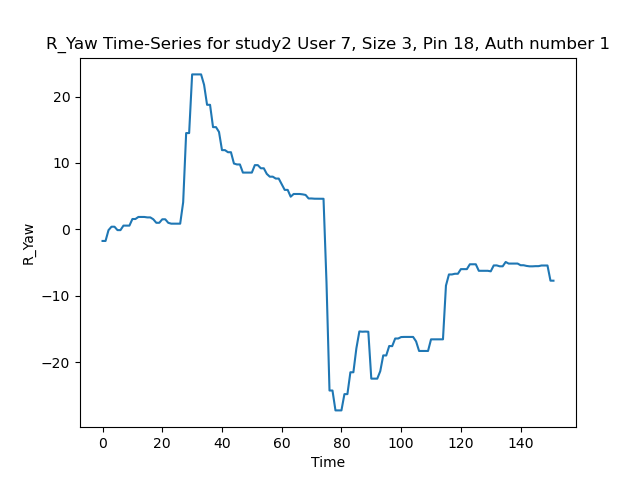 R_Yaw Time-Series for study2 User 7, Size 3, Pin 18, Auth number 1
R_Yaw
20
10
0
−10
−20
0 20 40 60 80 100 120 140
Time